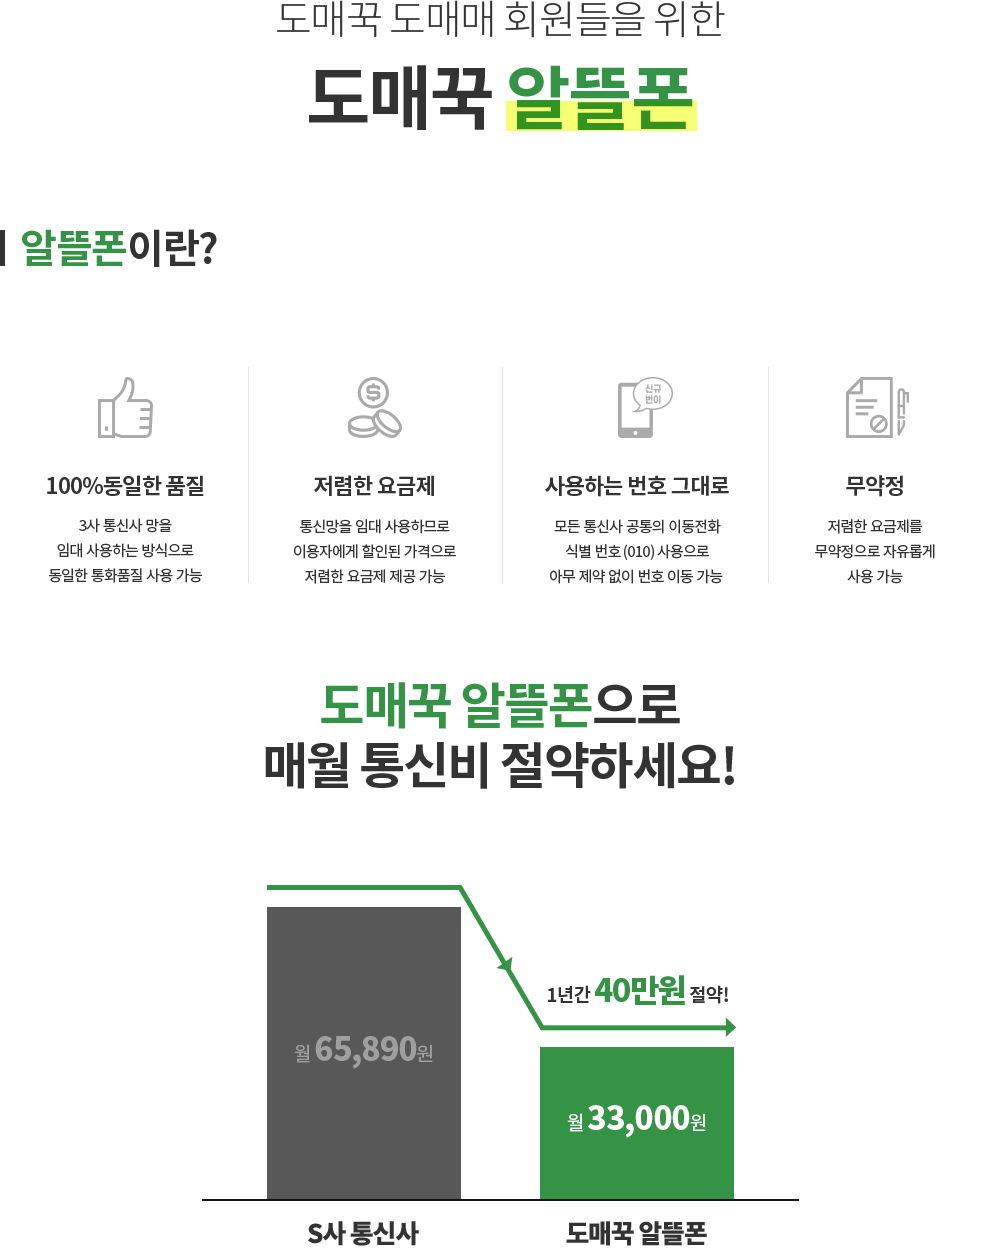 도매꾹 도매매 회원들을 위한
도매꾹 알뜰폰
알뜰폰이란?
신규
번이
100%동일한 품질
3사 통신사 망을
임대 사용하는 방식으로
동일한 통화품질 사용 가능
저렴한 요금제
통신망을 임대 사용하므로
이용자에게 할인된 가격으로
저렴한 요금제 제공 가능
사용하는 번호 그대로
모든 통신사 공통의 이동전화
식별 번호 (010) 사용으로
아무 제약 없이 번호 이동 가능
무약정
저렴한 요금제를
무약정으로 자유롭게
사용 가능
도매꾹 알뜰폰으로
매월 통신비 절약하세요!
1년간 40만원 절약!
월 65,890원
월 33,000원
S사 통신사
도매꾹 알뜰폰